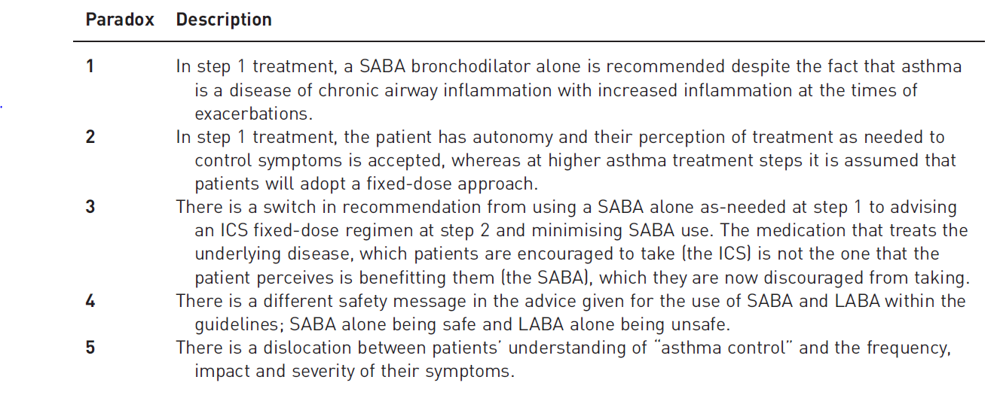 Paradox Description
1 In step 1 treatment, a SABA bronchodilator alone is recommended despite the fact that asthma
is a disease of chronic airway inflammation with increased inflammation at the times of
exacerbations.
2 In step 1 treatment, the patient has autonomy and their perception of treatment as needed to
control symptoms is accepted, whereas at higher asthma treatment steps it is assumed that
patients will adopt a fixed-dose approach.
3 There is a switch in recommendation from using a SABA alone as-needed at step 1 to advising
an ICS fixed-dose regimen at step 2 and minimising SABA use. The medication that treats the
underlying disease, which patients are encouraged to take (the ICS) is not the one that the
patient perceives is benefitting them (the SABA), which they are now discouraged from taking.
4 There is a different safety message in the advice given for the use of SABA and LABA within the
guidelines; SABA alone being safe and LABA alone being unsafe.
5 There is a dislocation between patients’ understanding of “asthma control” and the frequency,
impact and severity of their symptoms.